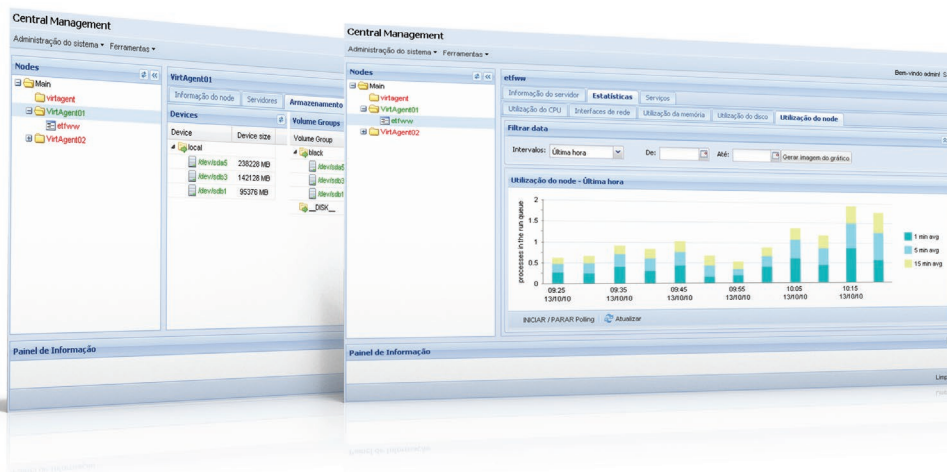 Central Management
Administração do sistema Ferramentas
Nodes
Main
virtagent
VirtAgent01
etfww
VirtAgent02
VirtAgent01
Informação do node Servidores Armazenamento
Devices
Device Device size
local
/dev/sda5 238228 MB
/dev/sdb3 142128 MB
/dev/sdb1 95376 MB
Volume Groups
Volume Group
black
/dev/sda5
/dev/sdb3
/dev/sdb1
__DISK__
Painel de Informação
Central Management
Administração do sistema Ferramentas
Bem-vindo admin! S
Nodes
Main
virtagent
VirtAgent01
etfww
VirtAgent02
etfww
Informação do servidor Estatísticas Serviços
Utilização do CPU Interfaces de rede Utilização da memória Utilização do disco Utilização do node
Filtrar data
Intervalos: Última hora De: Até: Gerar imagem do gráfico
Utilização do node - Última hora
processes in the run queue
2
1.5
1
0.5
0
09:25 09:35 09:45 09:55 10:05 10:15
13/10/10 13/10/10 13/10/10 13/10/10 13/10/10 13/10/10
1 min avg
5 min avg
15 min avg
INICIAR / PARAR Polling Atualizar
Painel de Informação
Limp